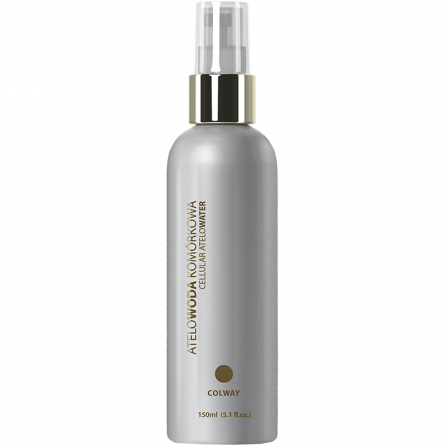 ATELOWODA KOMÓRKOWA
CELLULAR ATELOWATER
COLWAY
150ml (5.1 fl.oz.)